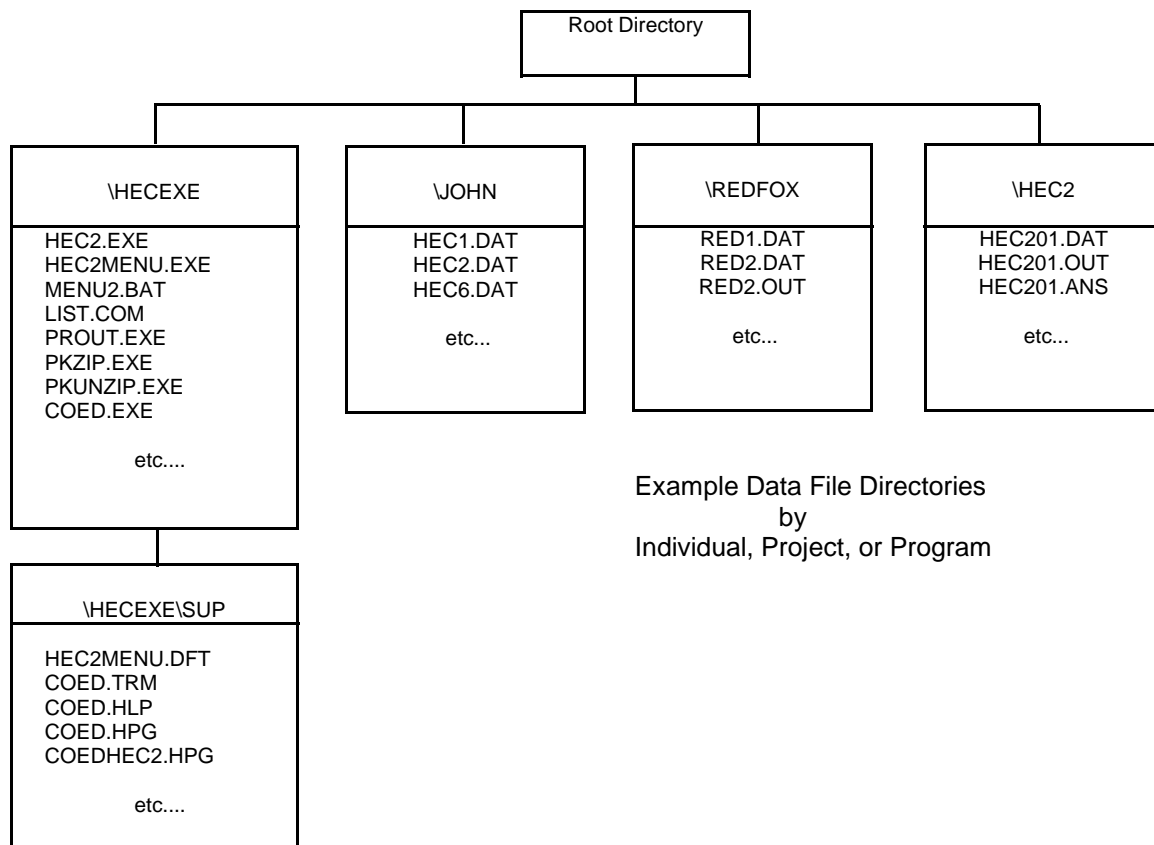 Root Directory
\HECEXE
HEC2.EXE
HEC2MENU.EXE
MENU2.BAT
LIST.COM
PROUT.EXE
PKZIP.EXE
PKUNZIP.EXE
COED.EXE
etc....
\JOHN
HEC1.DAT
HEC2.DAT
HEC6.DAT
etc...
\REDFOX
RED1.DAT
RED2.DAT
RED2.OUT
etc...
\HEC2
HEC201.DAT
HEC201.OUT
HEC201.ANS
etc...
Example Data File Directories
by
Individual, Project, or Program
\HECEXE\SUP
HEC2MENU.DFT
COED.TRM
COED.HLP
COED.HPG
COEDHEC2.HPG
etc....